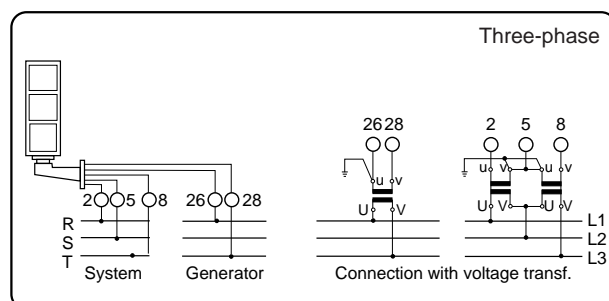 Three-phase
26 28 2 5 8
u v u v u v
2 5 8 26 28
U V U V U V
R L1
S L2
T L3
System Generator Connection with voltage transf.